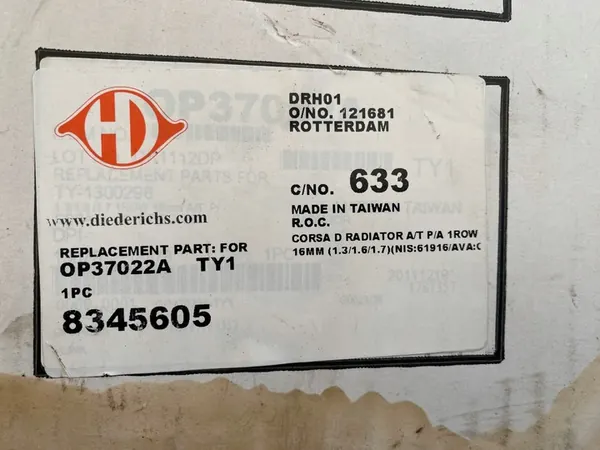 HD
DRH01
O/NO. 121681
ROTTERDAM
C/NO. 633
MADE IN TAIWAN
R.O.C.
CORSA D RADIATOR A/T P/A 1ROW
16MM (1.3/1.6/1.7)(NIS:61916/AVA:C
www.diederichs.com
REPLACEMENT PART: FOR
OP37022A TY1
1PC
8345605